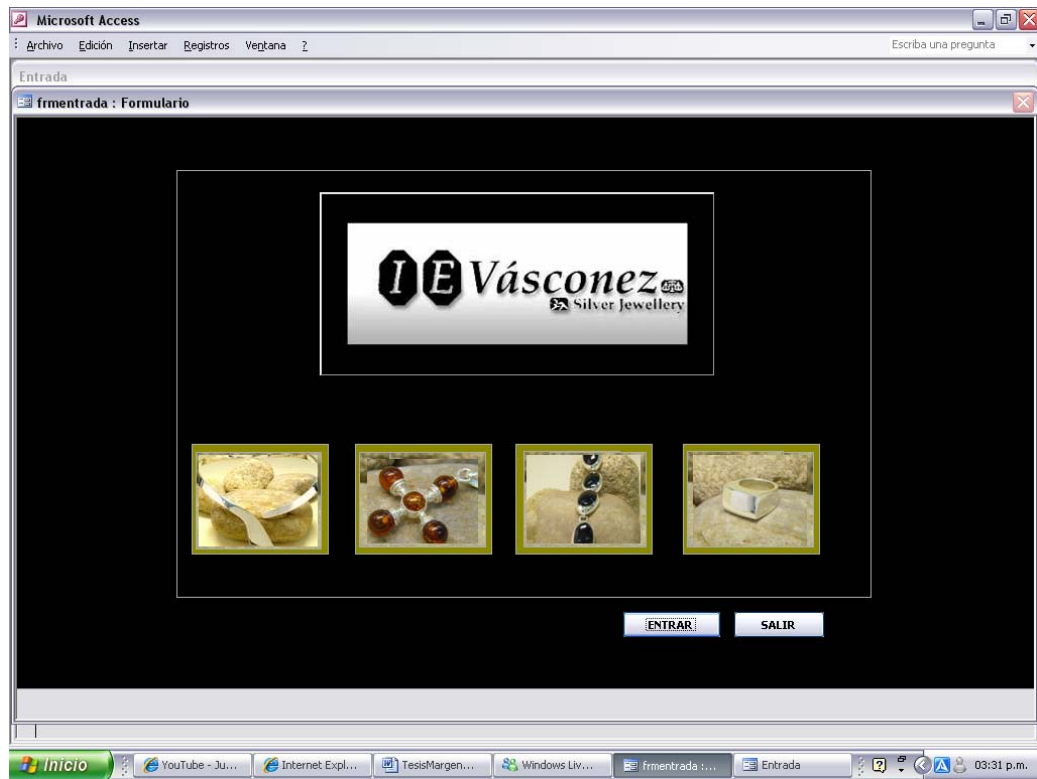 Microsoft Access
Archivo Edición Insertar Registros Ventana ? Escriba una pregunta
Entrada
frmentrada : Formulario
I E Vásconez
Silver Jewellery
ENTRAR SALIR
Inicio YouTube - Ju... Internet Expl... TesisMargen... Windows Liv... frmentrada :... Entrada 03:31 p.m.